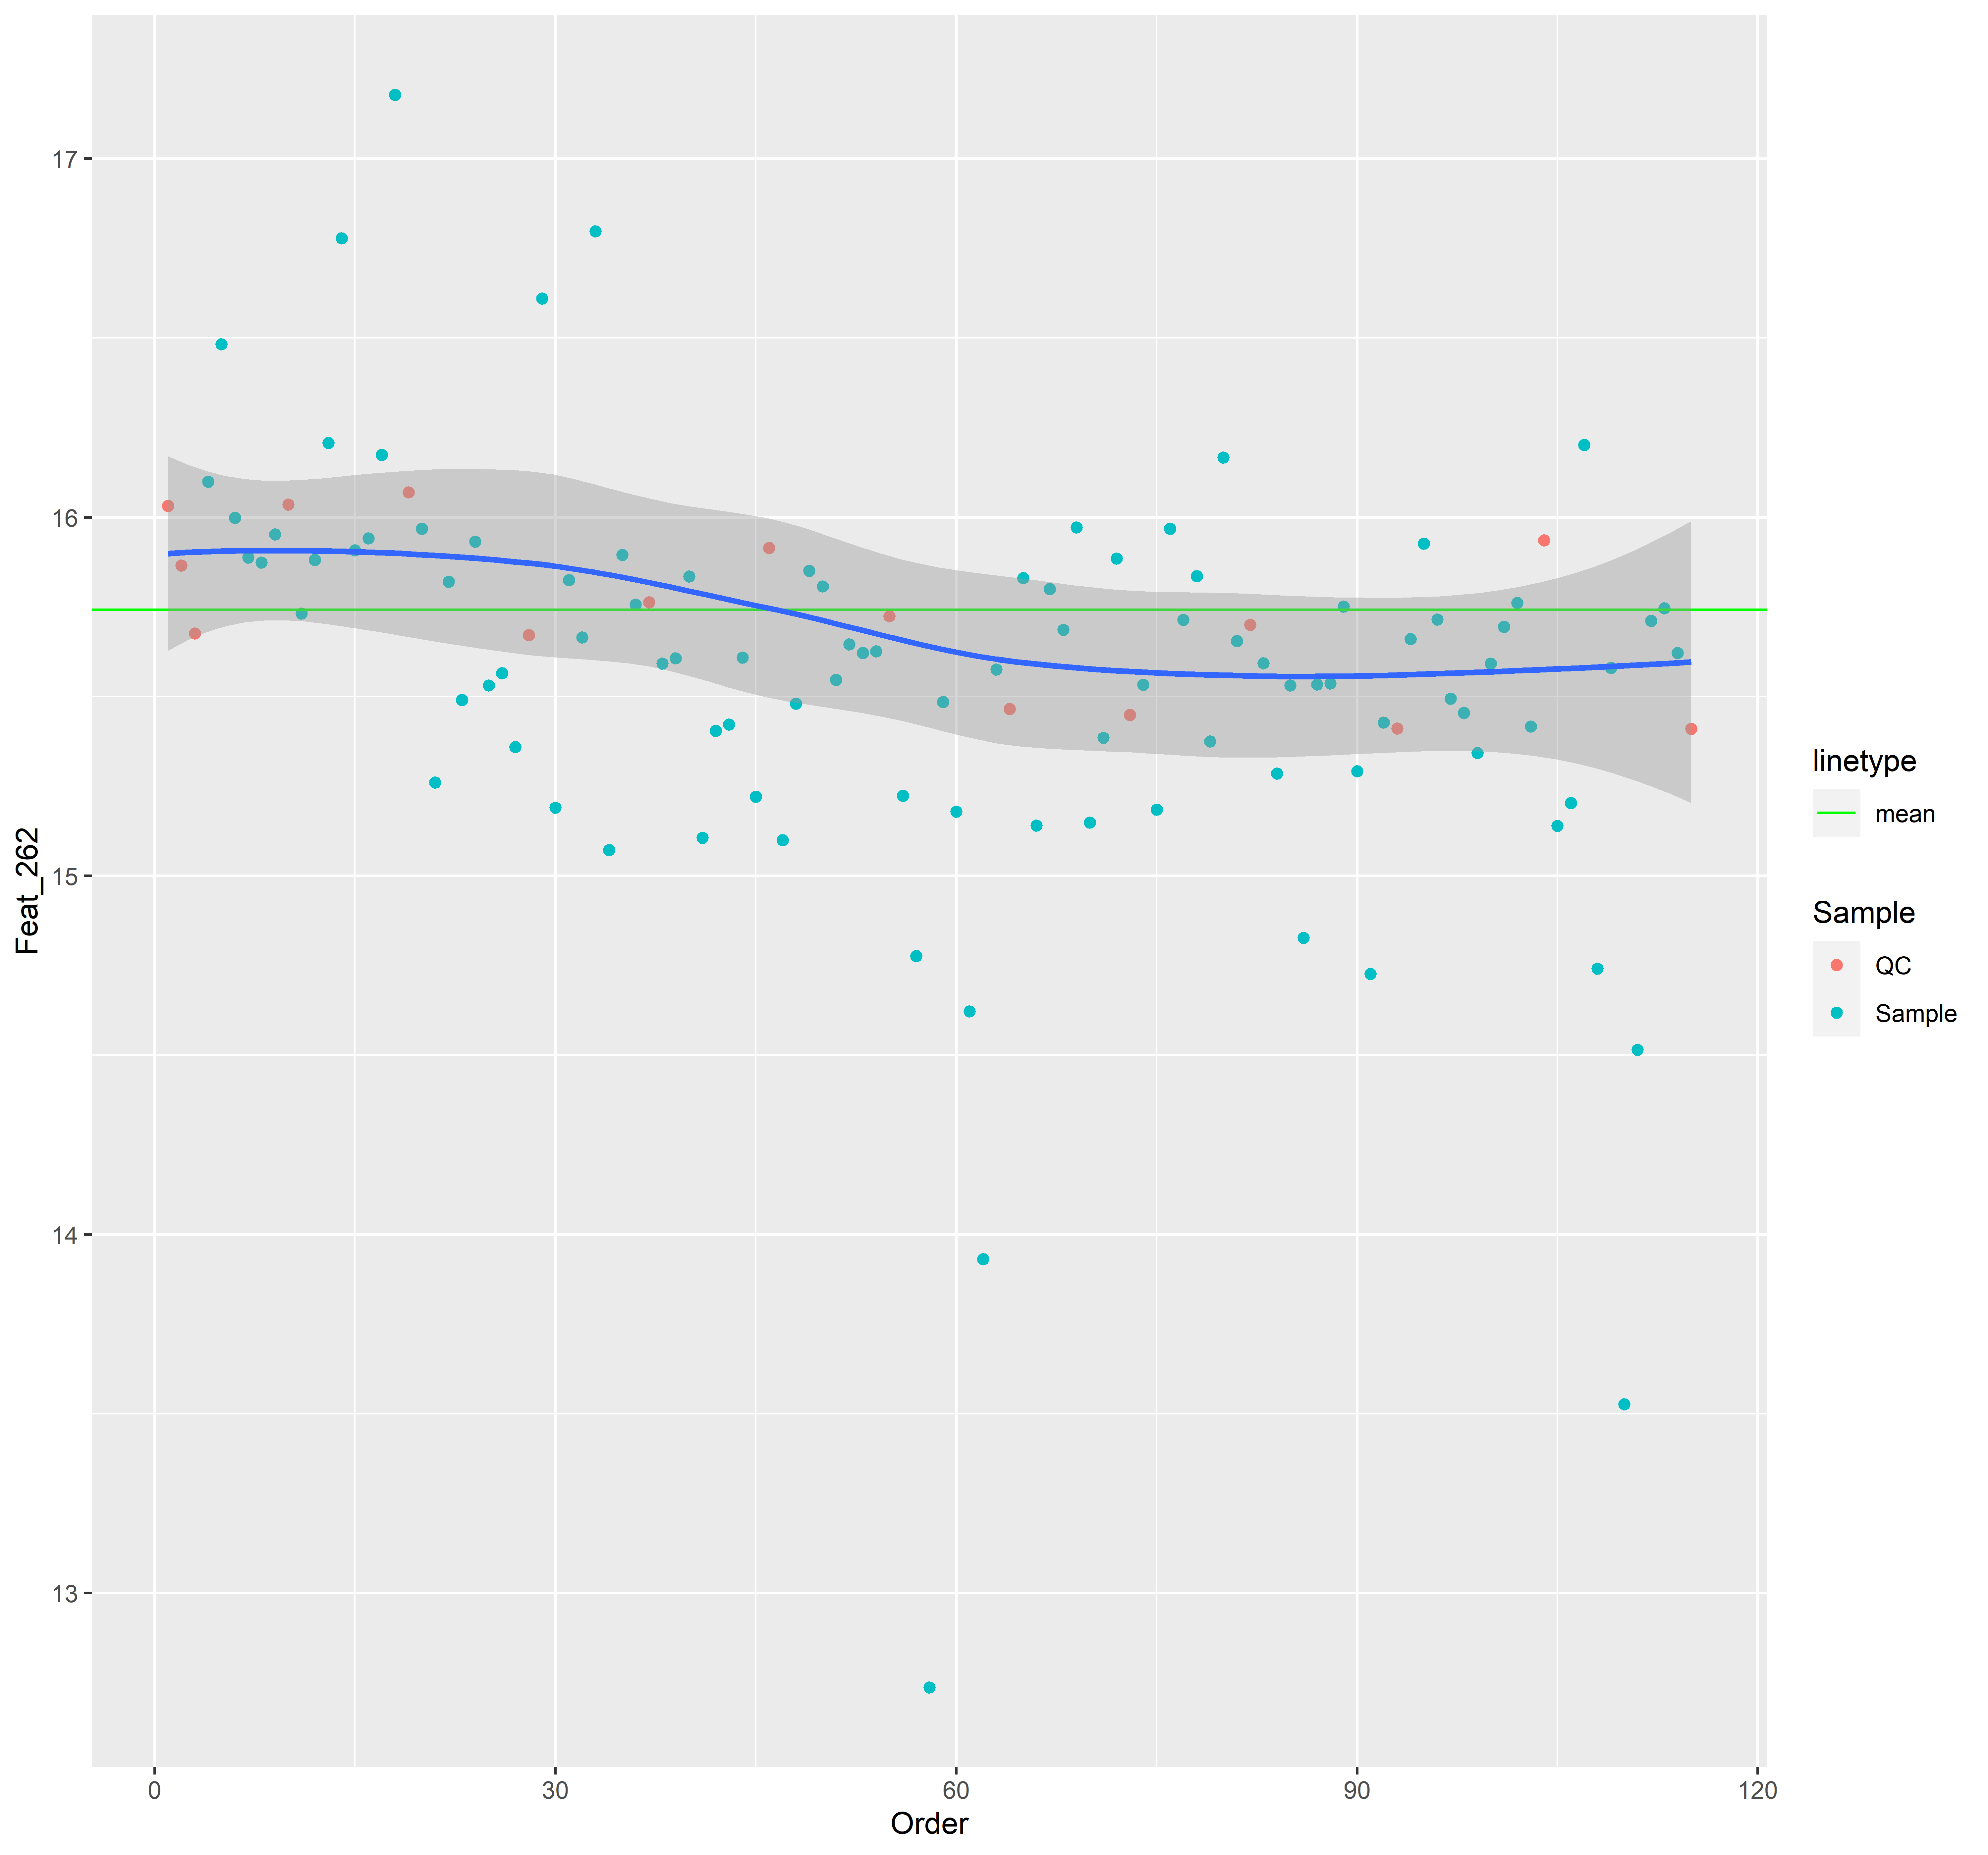 Feat_262
17
16
15
14
13
0 30 60 90 120
Order
linetype
mean
Sample
QC
Sample